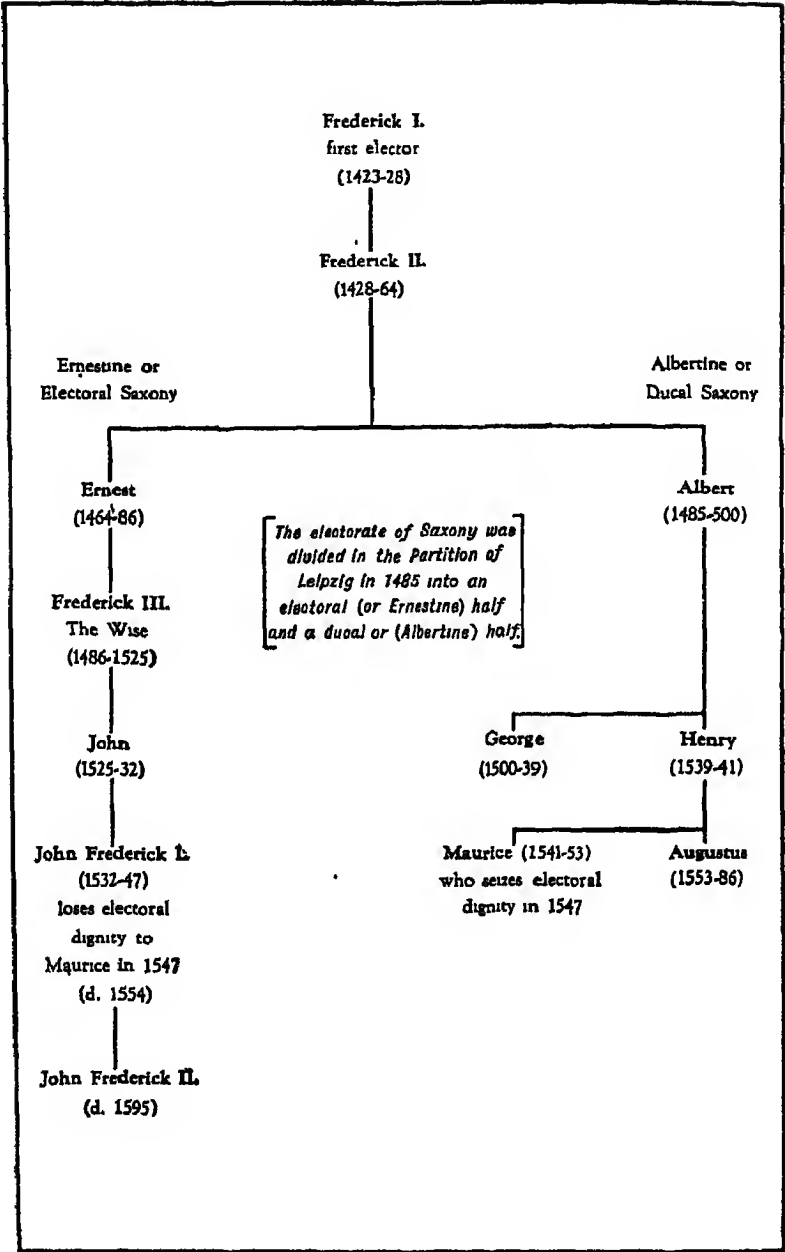 Frederick I.
first elector
(1423-28)
Frederick II.
(1428-64)
Ernestine or
Electoral Saxony
Albertine or
Ducal Saxony
Ernest
(1464-86)
Albert
(1485-500)
The electorate of Saxony was
divided in the Partition of
Leipzig in 1485 into an
electoral (or Ernestine) half
and a ducal or (Albertine) half.
Frederick III.
The Wise
(1486-1525)
John
(1525-32)
George
(1500-39)
Henry
(1539-41)
John Frederick I.
(1532-47)
loses electoral
dignity to
Maurice in 1547
(d. 1554)
Maurice (1541-53)
who seizes electoral
dignity in 1547
Augustus
(1553-86)
John Frederick II.
(d. 1595)